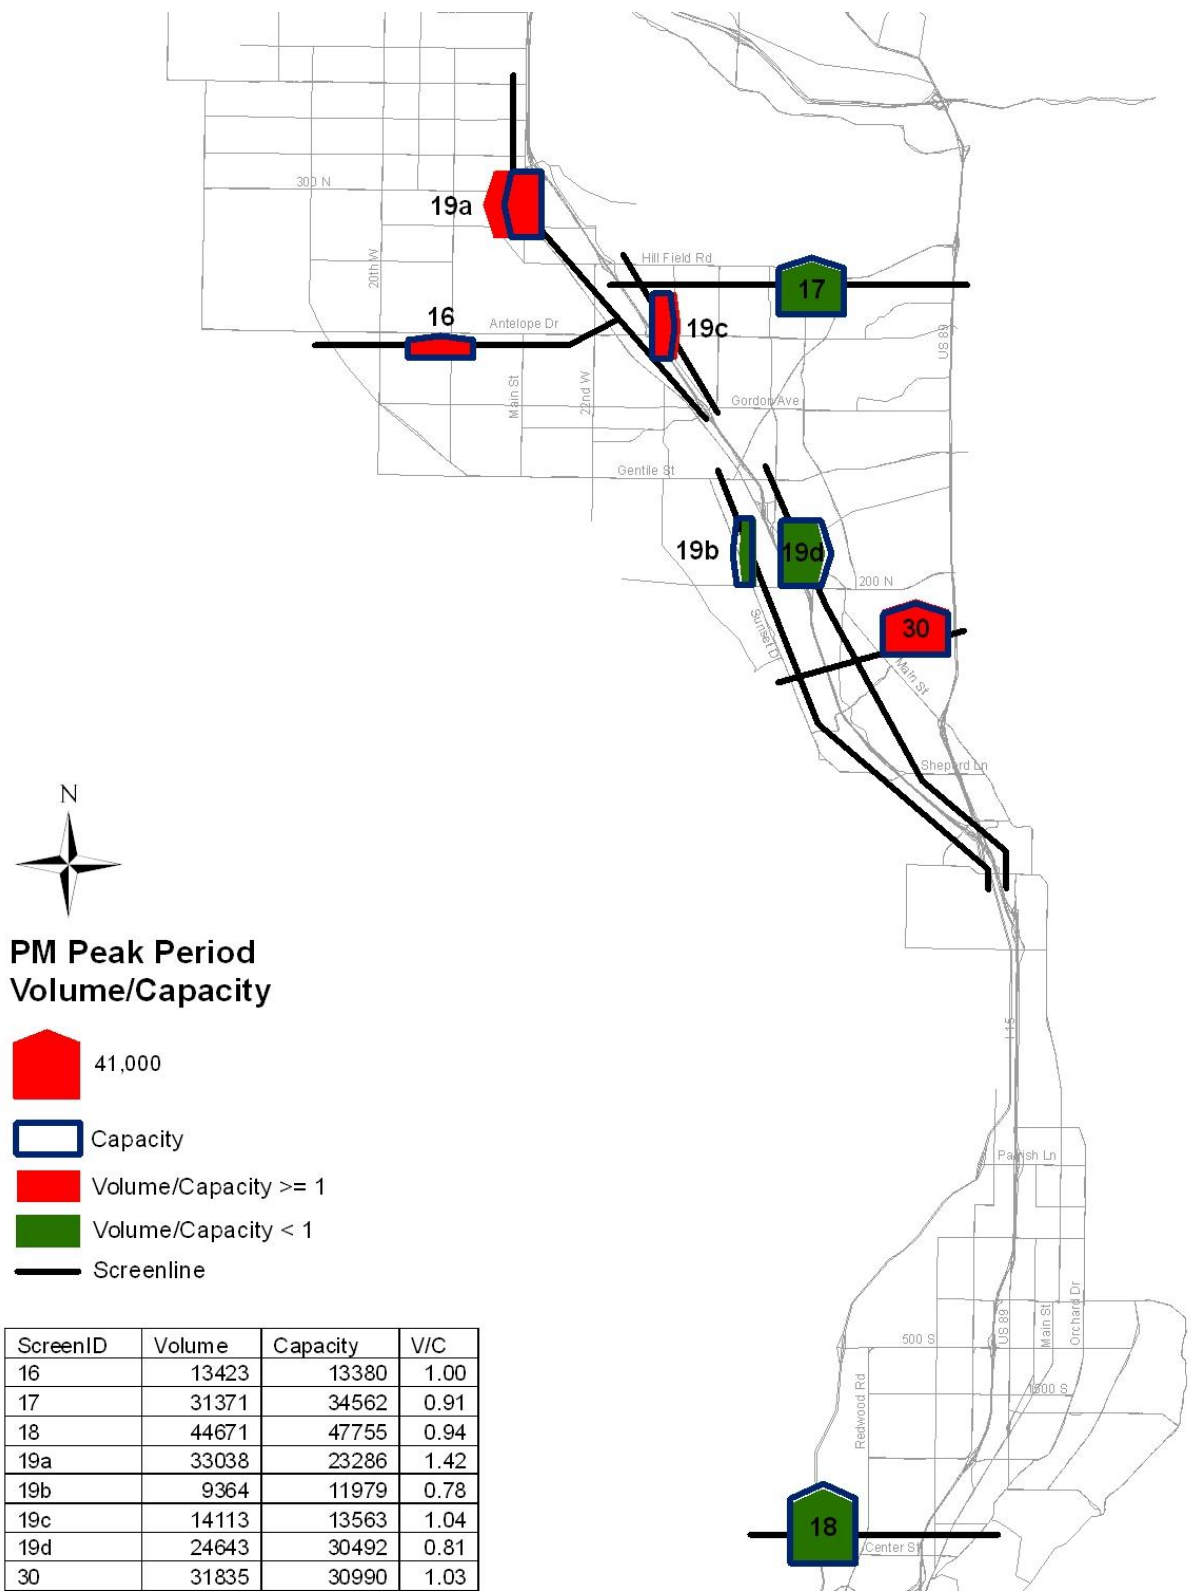 300 N
19a
20th W
Hill Field Rd
17
16
Antelope Dr
19c
US 89
Main St
22nd W
Gordon Ave
Gentile St
19b
19d
200 N
Sunset Dr
30
Main St
Shepard Ln
N
PM Peak Period
Volume/Capacity
41,000
Capacity
Volume/Capacity >= 1
Volume/Capacity < 1
Screenline
I-15
Parrish Ln
500 S
US 89
Main St
Orchard Dr
Redwood Rd
1500 S
18
Center St
ScreenID Volume Capacity V/C
16 13423 13380 1.00
17 31371 34562 0.91
18 44671 47755 0.94
19a 33038 23286 1.42
19b 9364 11979 0.78
19c 14113 13563 1.04
19d 24643 30492 0.81
30 31835 30990 1.03